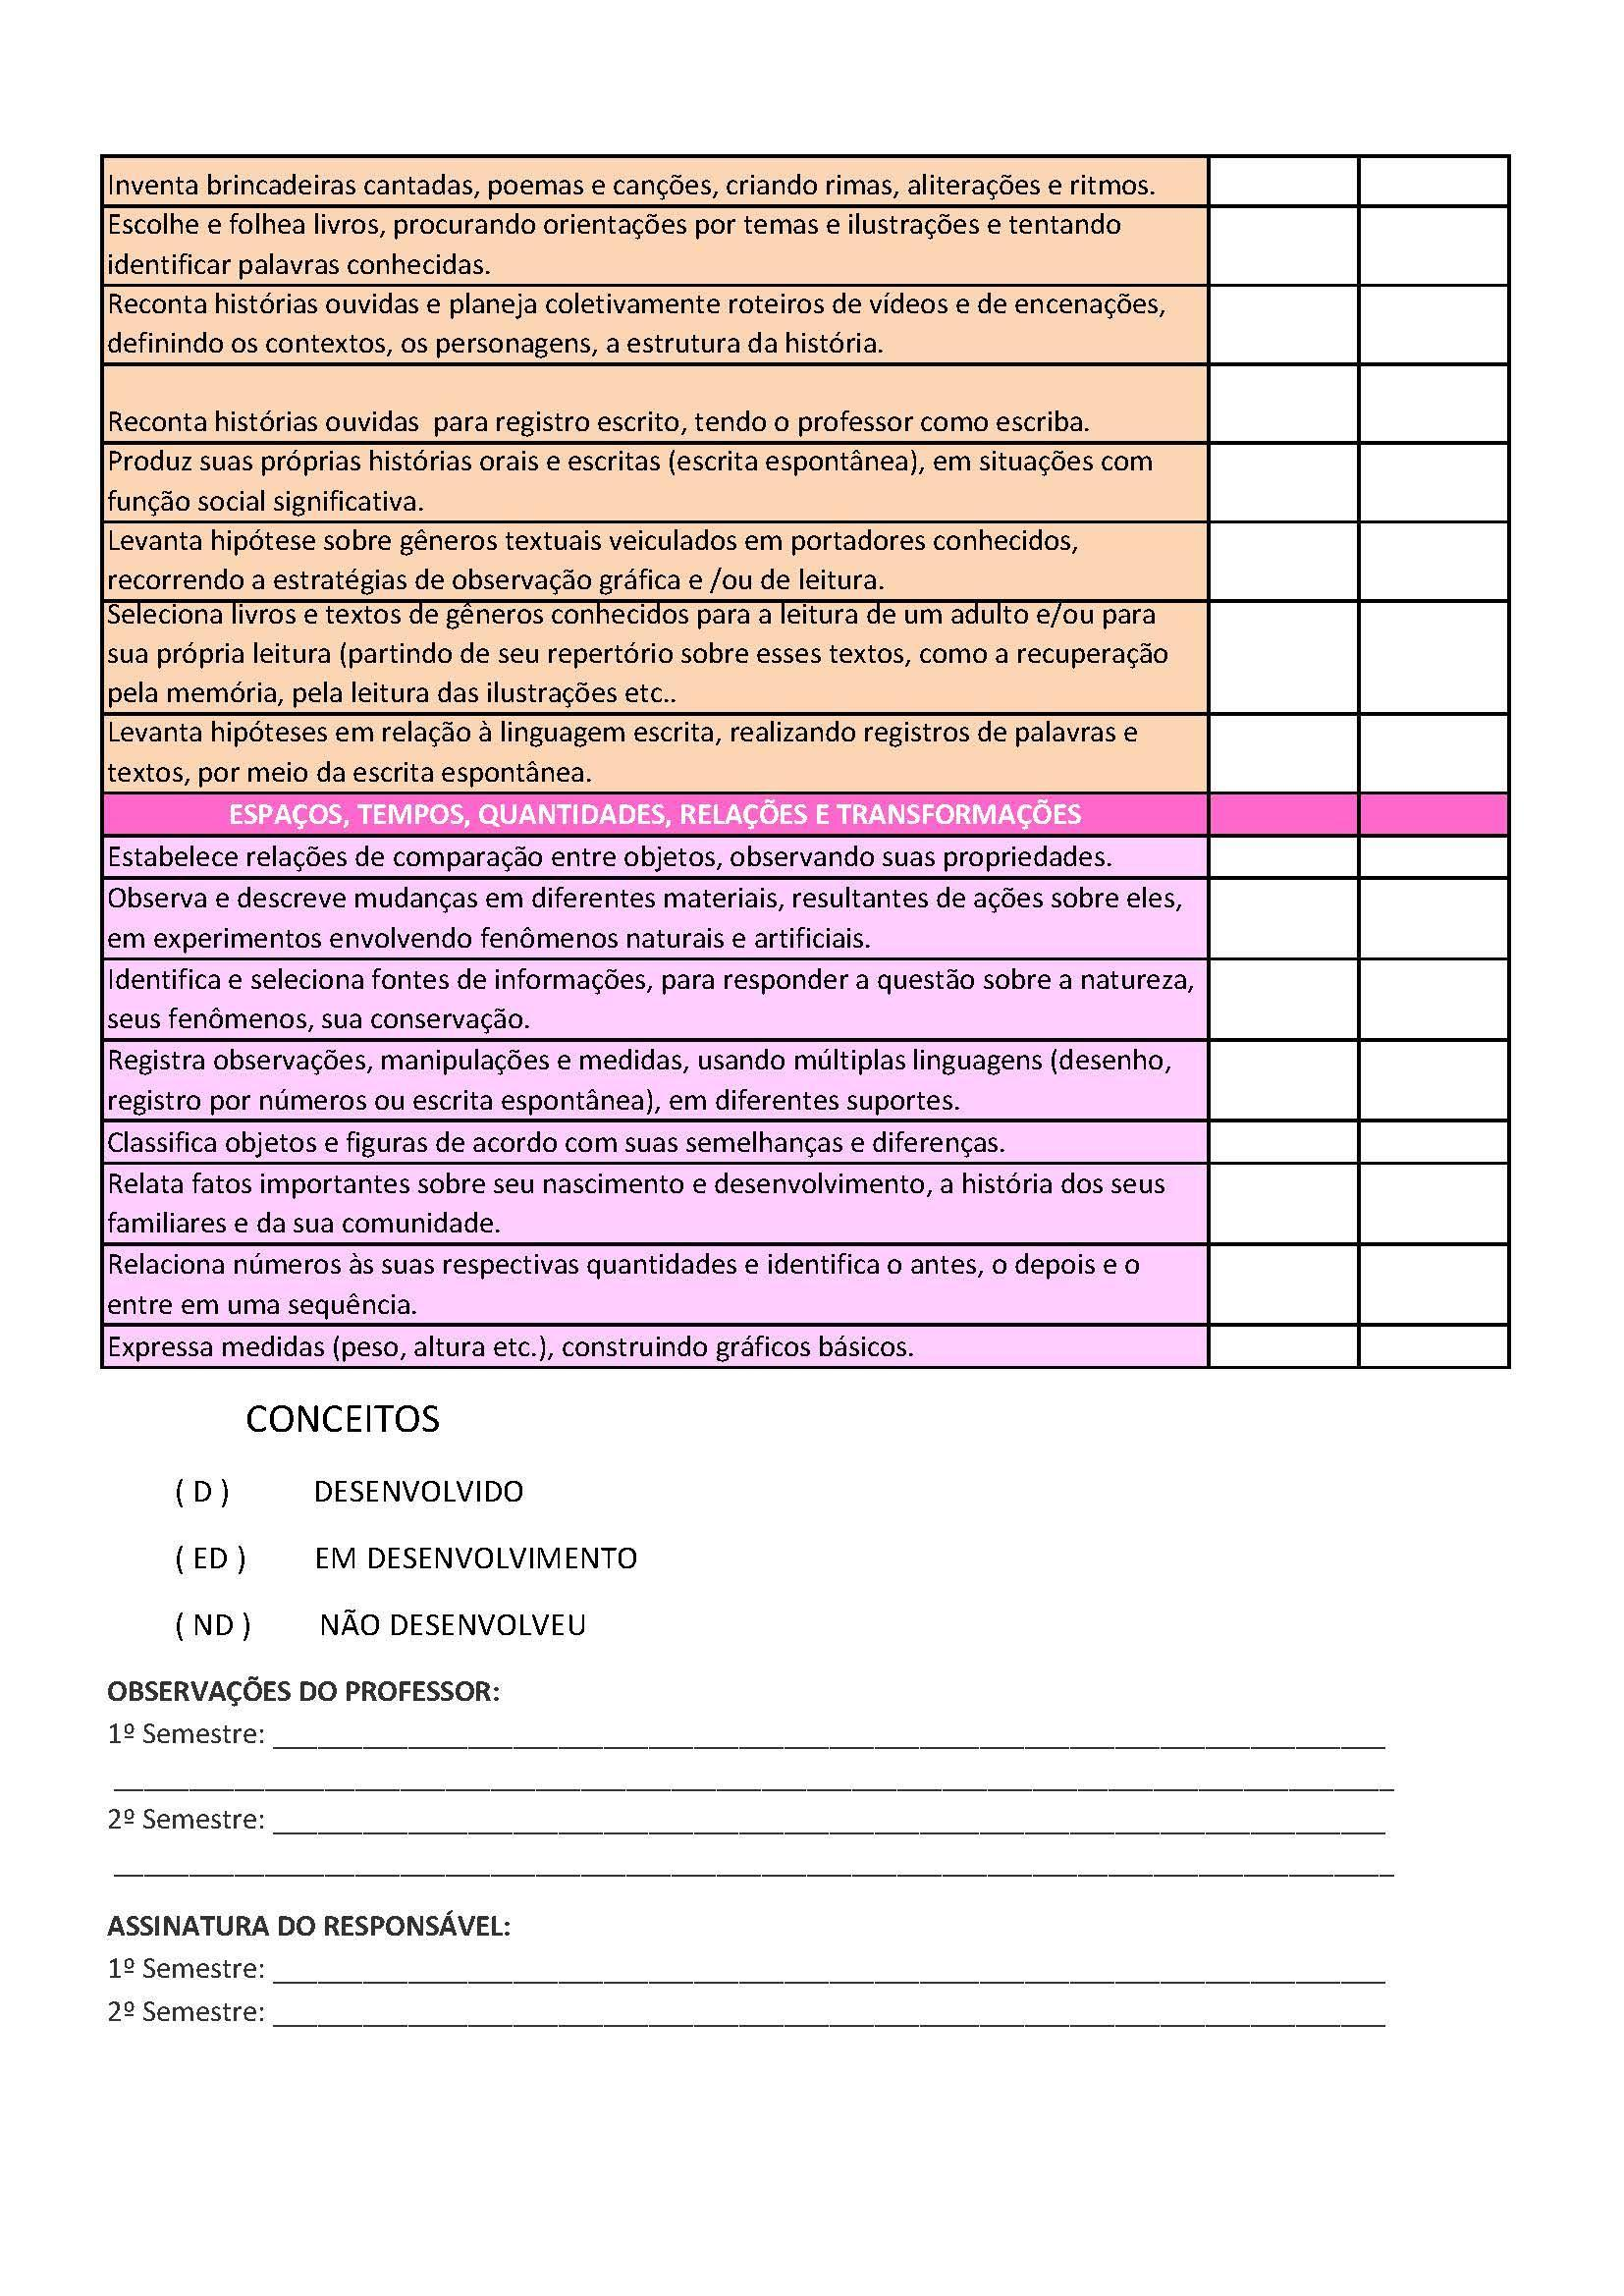 Inventa brincadeiras cantadas, poemas e canções, criando rimas, aliterações e ritmos.
Escolhe e folhea livros, procurando orientações por temas e ilustrações e tentando
identificar palavras conhecidas.
Reconta histórias ouvidas e planeja coletivamente roteiros de vídeos e de encenações,
definindo os contextos, os personagens, a estrutura da história.
Reconta histórias ouvidas  para registro escrito, tendo o professor como escriba.
Produz suas próprias histórias orais e escritas (escrita espontânea), em situações com
função social significativa.
Levanta hipótese sobre gêneros textuais veiculados em portadores conhecidos,
recorrendo a estratégias de observação gráfica e /ou de leitura.
Seleciona livros e textos de gêneros conhecidos para a leitura de um adulto e/ou para
sua própria leitura (partindo de seu repertório sobre esses textos, como a recuperação
pela memória, pela leitura das ilustrações etc..
Levanta hipóteses em relação à linguagem escrita, realizando registros de palavras e
textos, por meio da escrita espontânea.
ESPAÇOS, TEMPOS, QUANTIDADES, RELAÇÕES E TRANSFORMAÇÕES
Estabelece relações de comparação entre objetos, observando suas propriedades.
Observa e descreve mudanças em diferentes materiais, resultantes de ações sobre eles,
em experimentos envolvendo fenômenos naturais e artificiais.
Identifica e seleciona fontes de informações, para responder a questão sobre a natureza,
seus fenômenos, sua conservação.
Registra observações, manipulações e medidas, usando múltiplas linguagens (desenho,
registro por números ou escrita espontânea), em diferentes suportes.
Classifica objetos e figuras de acordo com suas semelhanças e diferenças.
Relata fatos importantes sobre seu nascimento e desenvolvimento, a história dos seus
familiares e da sua comunidade.
Relaciona números às suas respectivas quantidades e identifica o antes, o depois e o
entre em uma sequência.
Expressa medidas (peso, altura etc.), construindo gráficos básicos.
CONCEITOS
( D ) DESENVOLVIDO
( ED ) EM DESENVOLVIMENTO
( ND ) NÃO DESENVOLVEU
OBSERVAÇÕES DO PROFESSOR:
1º Semestre: ____________________
____________________
2º Semestre: ____________________
____________________
ASSINATURA DO RESPONSÁVEL:
1º Semestre: ____________________
2º Semestre: ____________________